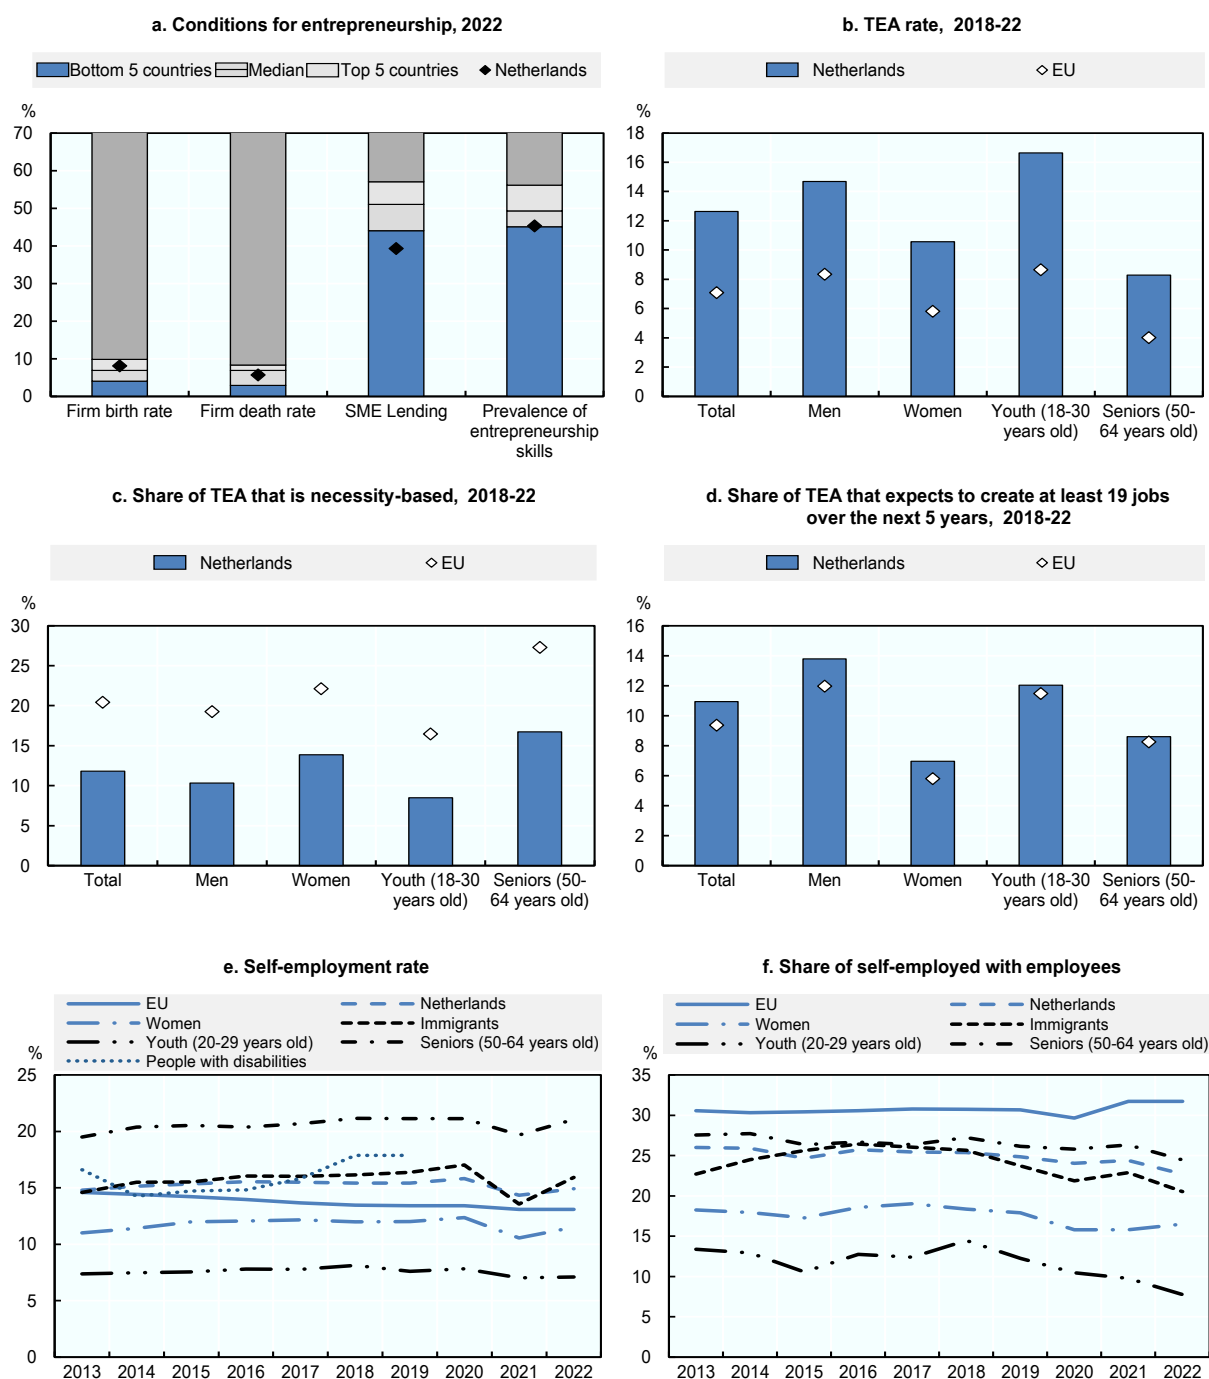 a. Conditions for entrepreneurship, 2022
Bottom 5 countries Median Top 5 countries Netherlands
%
70
60
50
40
30
20
10
0
Firm birth rate Firm death rate SME Lending Prevalence of
entrepreneurship
skills
b. TEA rate, 2018-22
Netherlands EU
%
18
16
14
12
10
8
6
4
2
0
Total Men Women Youth (18-30 Seniors (50-
years old) 64 years old)
c. Share of TEA that is necessity-based, 2018-22
Netherlands EU
%
30
25
20
15
10
5
0
Total Men Women Youth (18-30 Seniors (50-
years old) 64 years old)
d. Share of TEA that expects to create at least 19 jobs
over the next 5 years, 2018-22
Netherlands EU
%
16
14
12
10
8
6
4
2
0
Total Men Women Youth (18-30 Seniors (50-
years old) 64 years old)
e. Self-employment rate
EU Netherlands
Women Immigrants
Youth (20-29 years old) Seniors (50-64 years old)
People with disabilities
%
25
20
15
10
5
0
2013 2014 2015 2016 2017 2018 2019 2020 2021 2022
f. Share of self-employed with employees
EU Netherlands
Women Immigrants
Youth (20-29 years old) Seniors (50-64 years old)
%
35
30
25
20
15
10
5
0
2013 2014 2015 2016 2017 2018 2019 2020 2021 2022